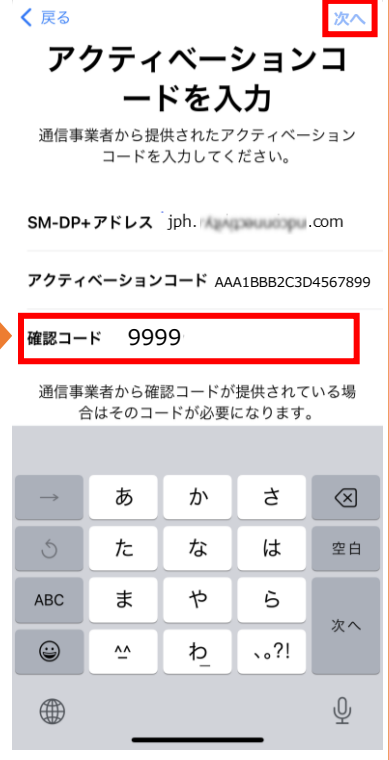 戻る
次へ
アクティベーションコ
ードを入力
通信事業者から提供されたアクティベーション
コードを入力してください。
SM-DP+アドレス jph. .com
アクティベーションコード AAA1BBB2C3D4567899
確認コード 9999
通信事業者から確認コードが提供されている場
合はそのコードが必要になります。
→ あ か さ
た な は 空白
ABC ま や ら
次へ
^^ わ 、。?!